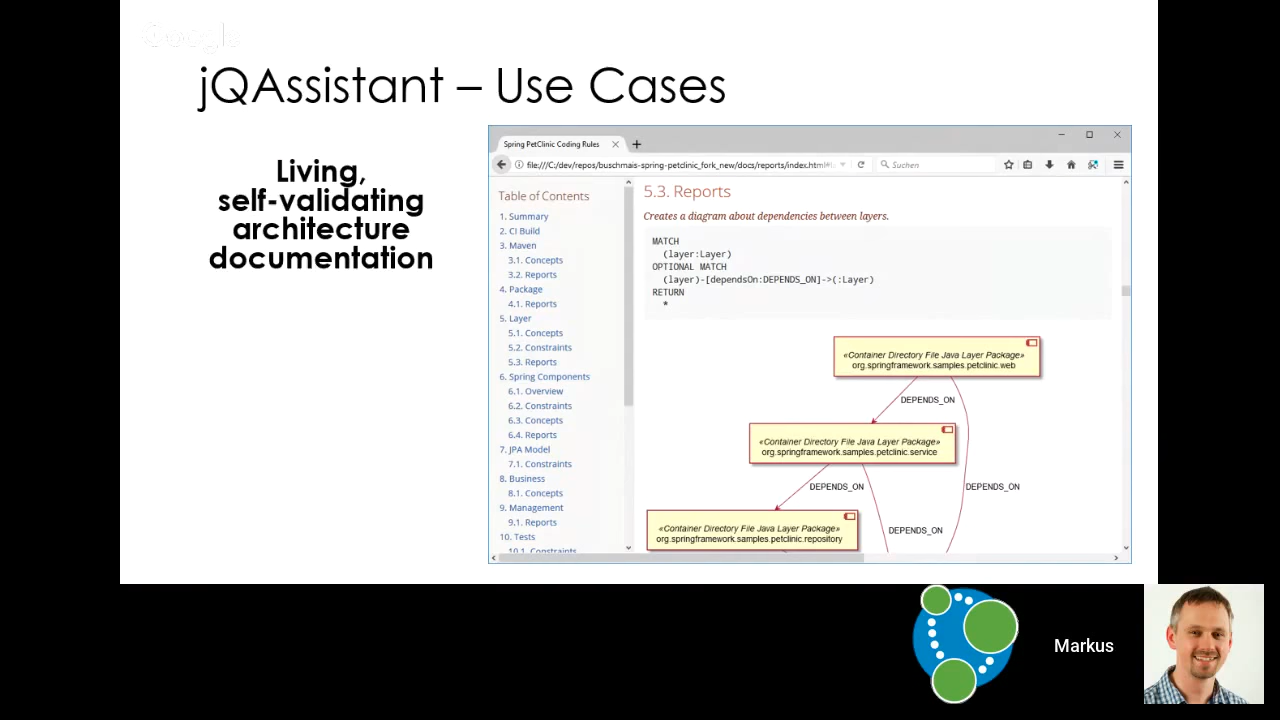 Google
jQAssistant – Use Cases
Living,
self-validating
architecture
documentation
Spring PetClinic Coding Rules
file:///C:/dev/repos/buschmais-spring-petclinic_fork_new/docs/reports/index.html#
Suchen
Table of Contents
1. Summary
2. CI Build
3. Maven
3.1. Concepts
3.2. Reports
4. Package
4.1. Reports
5. Layer
5.1. Concepts
5.2. Constraints
5.3. Reports
6. Spring Components
6.1. Overview
6.2. Constraints
6.3. Concepts
6.4. Reports
7. JPA Model
7.1. Constraints
8. Business
8.1. Concepts
9. Management
9.1. Reports
10. Tests
10.1. Constraints
5.3. Reports
Creates a diagram about dependencies between layers.
MATCH
(layer:Layer)
OPTIONAL MATCH
(layer)-[dependsOn:DEPENDS_ON]->(:Layer)
RETURN
*
«Container Directory File Java Layer Package»
org.springframework.samples.petclinic.web
DEPENDS_ON
«Container Directory File Java Layer Package»
org.springframework.samples.petclinic.service
DEPENDS_ON
DEPENDS_ON
«Container Directory File Java Layer Package»
org.springframework.samples.petclinic.repository
DEPENDS_ON
Markus